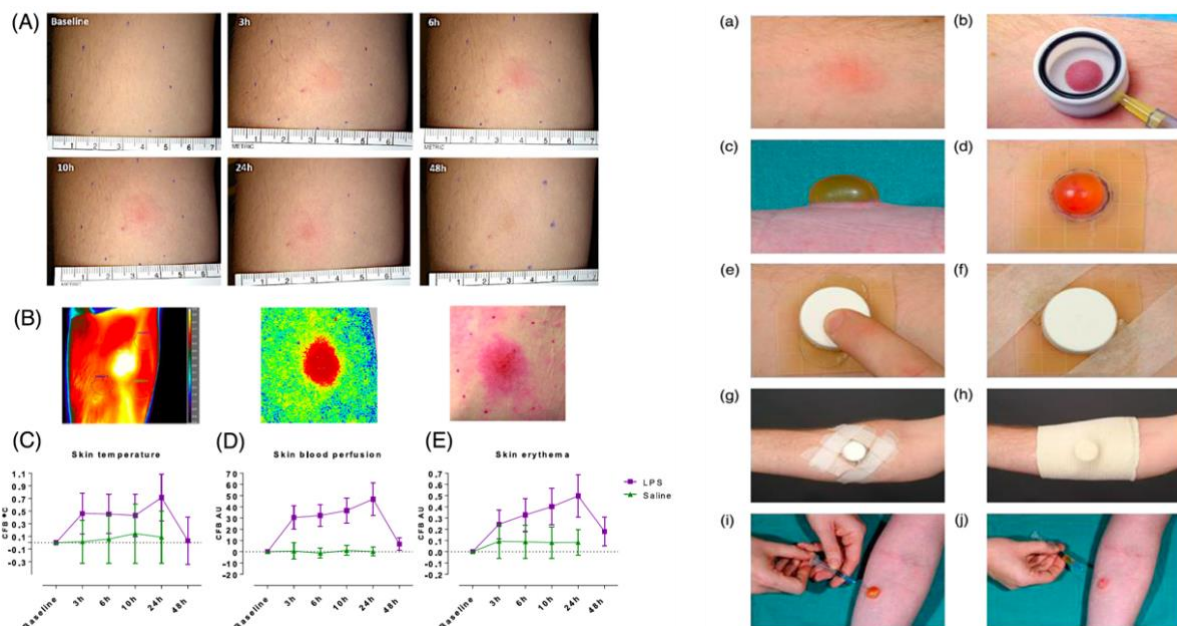 (A)
Baseline
3h
6h
METRIC
METRIC
10h
24h
48h
(B)
(C)
Skin temperature
CFB °C
1.1
0.9
0.7
0.5
0.3
0.1
-0.1
-0.3
Baseline
3h
6h
10h
24h
48h
(D)
Skin blood perfusion
CFB AU
70
60
50
40
30
20
10
0
-10
-20
Baseline
3h
6h
10h
24h
48h
(E)
Skin erythema
CFB AU
0.7
0.6
0.5
0.4
0.3
0.2
0.1
0.0
-0.1
-0.2
Baseline
3h
6h
10h
24h
48h
LPS
Saline
(a)
(b)
(c)
(d)
(e)
(f)
(g)
(h)
(i)
(j)